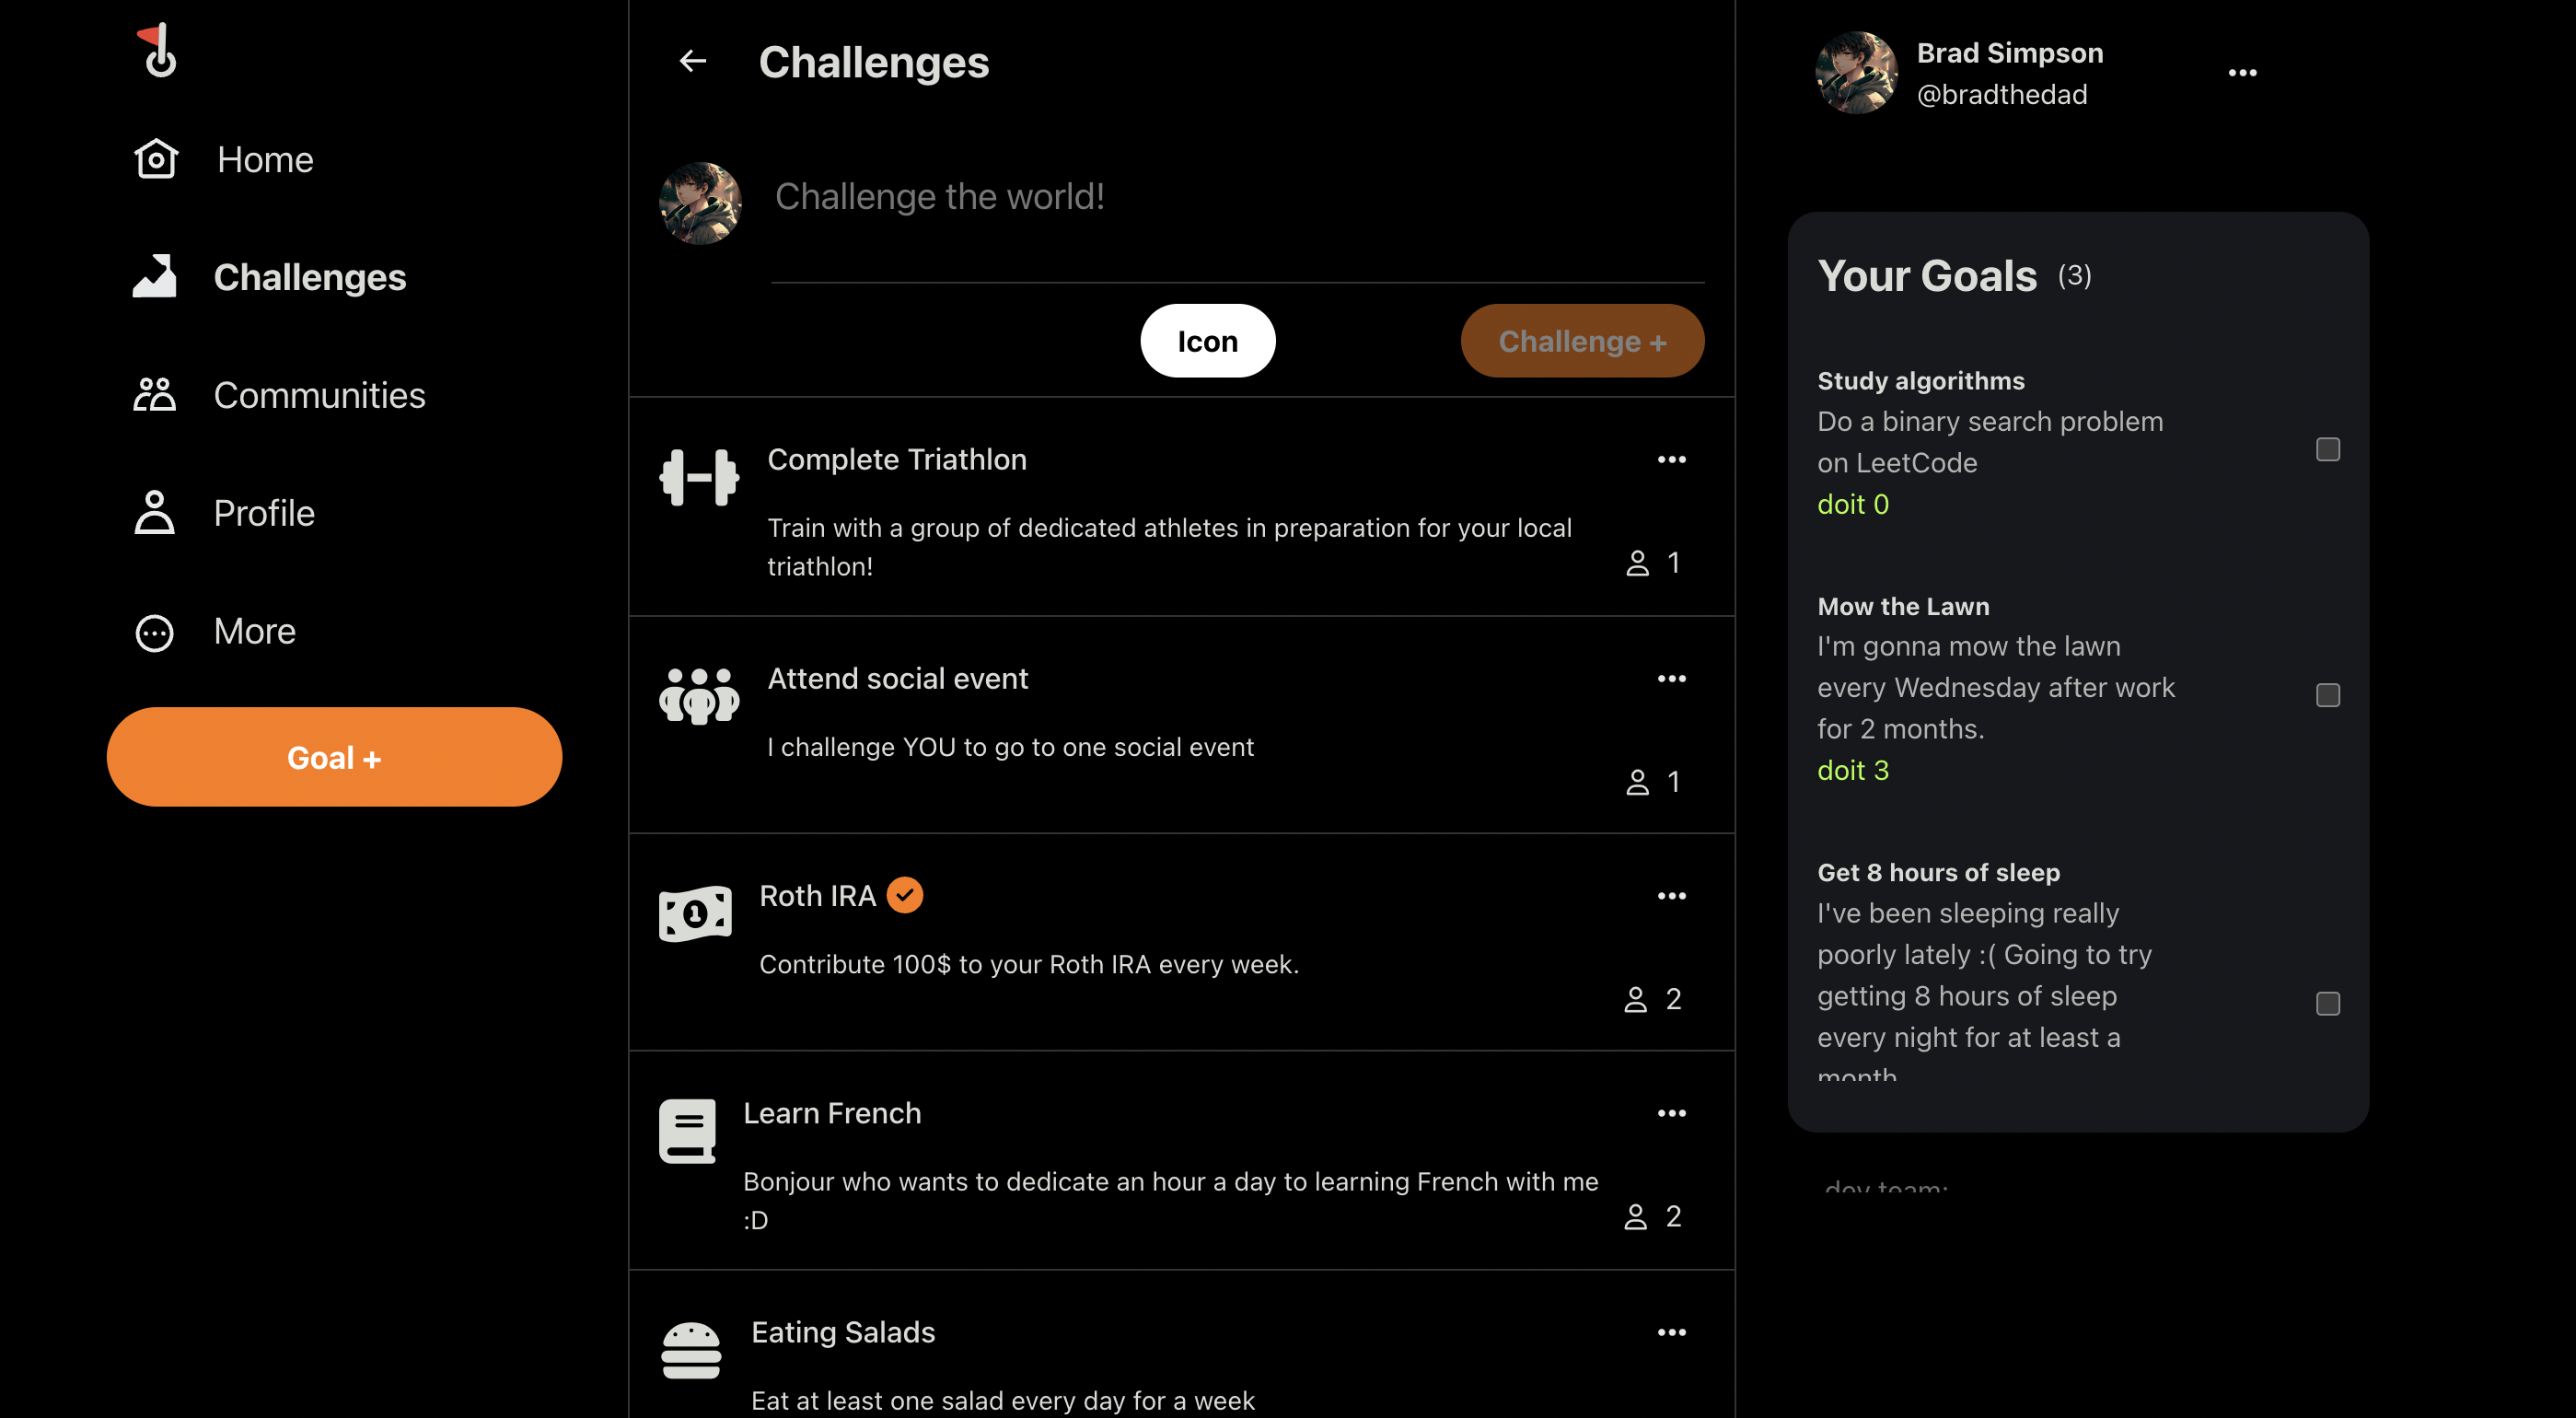 Home
Challenges
Communities
Profile
More
Goal +
Challenges
Challenge the world!
Icon
Challenge +
Complete Triathlon
Train with a group of dedicated athletes in preparation for your local
triathlon!
1
Attend social event
I challenge YOU to go to one social event
1
Roth IRA
Contribute 100$ to your Roth IRA every week.
2
Learn French
Bonjour who wants to dedicate an hour a day to learning French with me
:D
2
Eating Salads
Eat at least one salad every day for a week
Brad Simpson
@bradthedad
Your Goals (3)
Study algorithms
Do a binary search problem
on LeetCode
doit 0
Mow the Lawn
I'm gonna mow the lawn
every Wednesday after work
for 2 months.
doit 3
Get 8 hours of sleep
I've been sleeping really
poorly lately :( Going to try
getting 8 hours of sleep
every night for at least a
month
dev team: